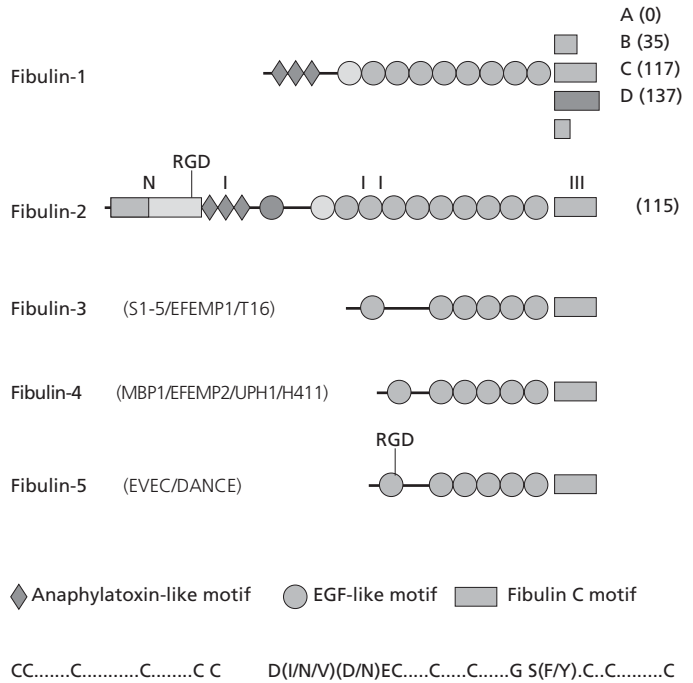 A (0)
B (35)
Fibulin-1
C (117)
D (137)
RGD
N I I I III
Fibulin-2 (115)
Fibulin-3 (S1-5/EFEMP1/T16)
Fibulin-4 (MBP1/EFEMP2/UPH1/H411)
RGD
Fibulin-5 (EVEC/DANCE)
Anaphylatoxin-like motif EGF-like motif Fibulin C motif
CC.......C...........C........C C D(I/N/V)(D/N)EC.....C.....C......G S(F/Y).C..C.........C